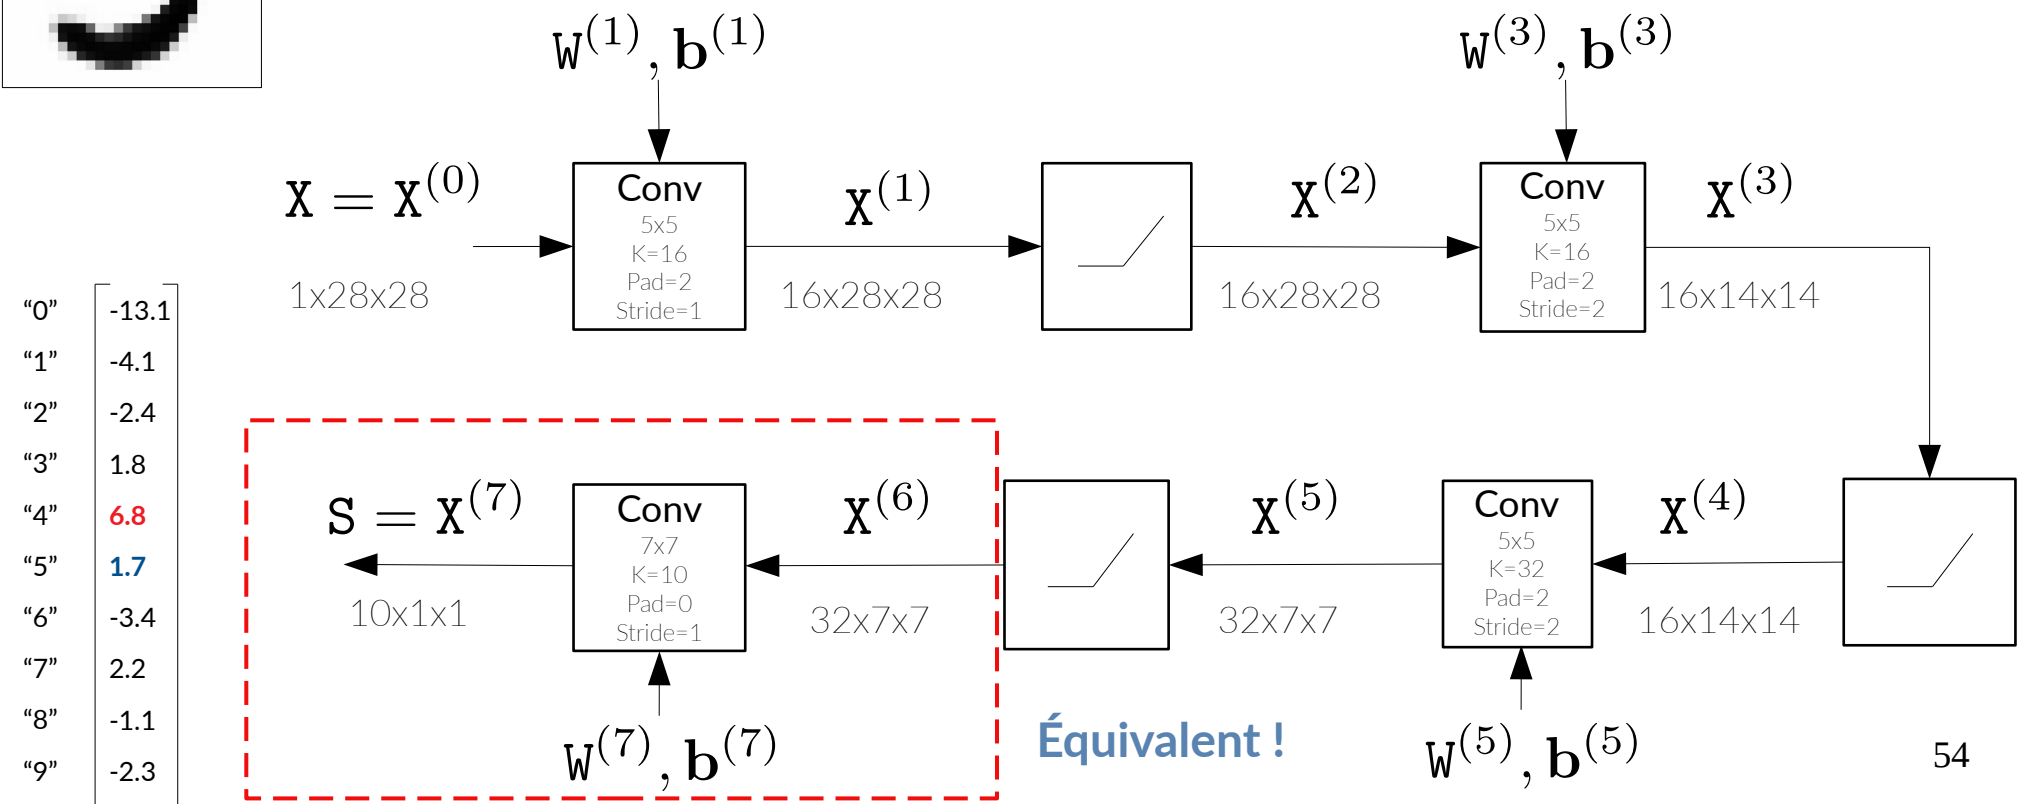 W^(1), b^(1)
W^(3), b^(3)
X = X^(0)
1x28x28
Conv
5x5
K=16
Pad=2
Stride=1
X^(1)
16x28x28
X^(2)
16x28x28
Conv
5x5
K=16
Pad=2
Stride=2
X^(3)
16x14x14
“0” -13.1
“1” -4.1
“2” -2.4
“3” 1.8
“4” 6.8
“5” 1.7
“6” -3.4
“7” 2.2
“8” -1.1
“9” -2.3
S = X^(7)
10x1x1
Conv
7x7
K=10
Pad=0
Stride=1
X^(6)
32x7x7
X^(5)
32x7x7
Conv
5x5
K=32
Pad=2
Stride=2
X^(4)
16x14x14
W^(7), b^(7)
Équivalent !
W^(5), b^(5)
54